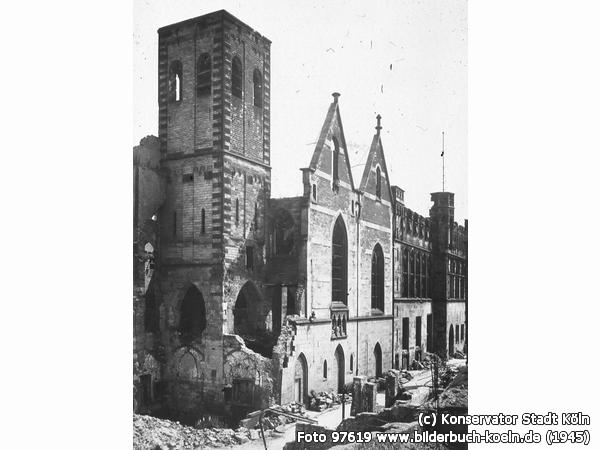 (c) Konservator Stadt Köln
Foto 97619 www.bilderbuch-koeln.de (1945)